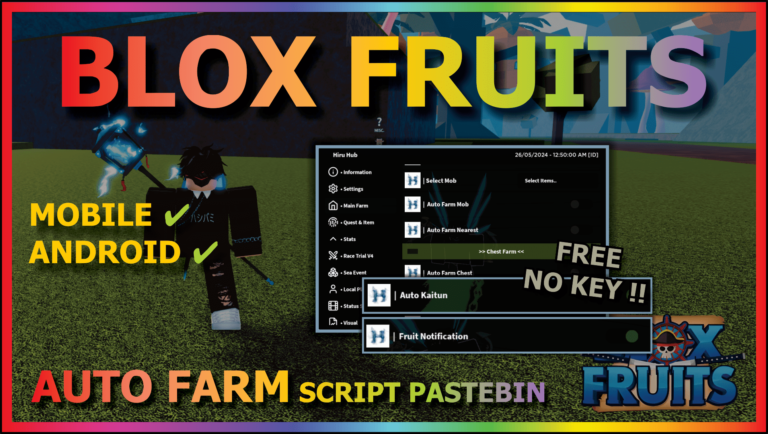 BLOX FRUITS
?
MENU
Hiru Hub
26/05/2024 - 12:50:00 AM [ID]
• Information
• Settings
• Main Farm
• Quest & Item
• Stats
• Race Trial V4
• Sea Event
• Local P
• Status
• Visual
| Select Mob
Select Items..
| Auto Farm Mob
| Auto Farm Nearest
>> Chest Farm <<
| Auto Farm Chest
| Auto Kaitun
| Fruit Notification
MOBILE ✓
ANDROID ✓
FREE
NO KEY !!
AUTO FARM SCRIPT PASTEBIN
FRUITS